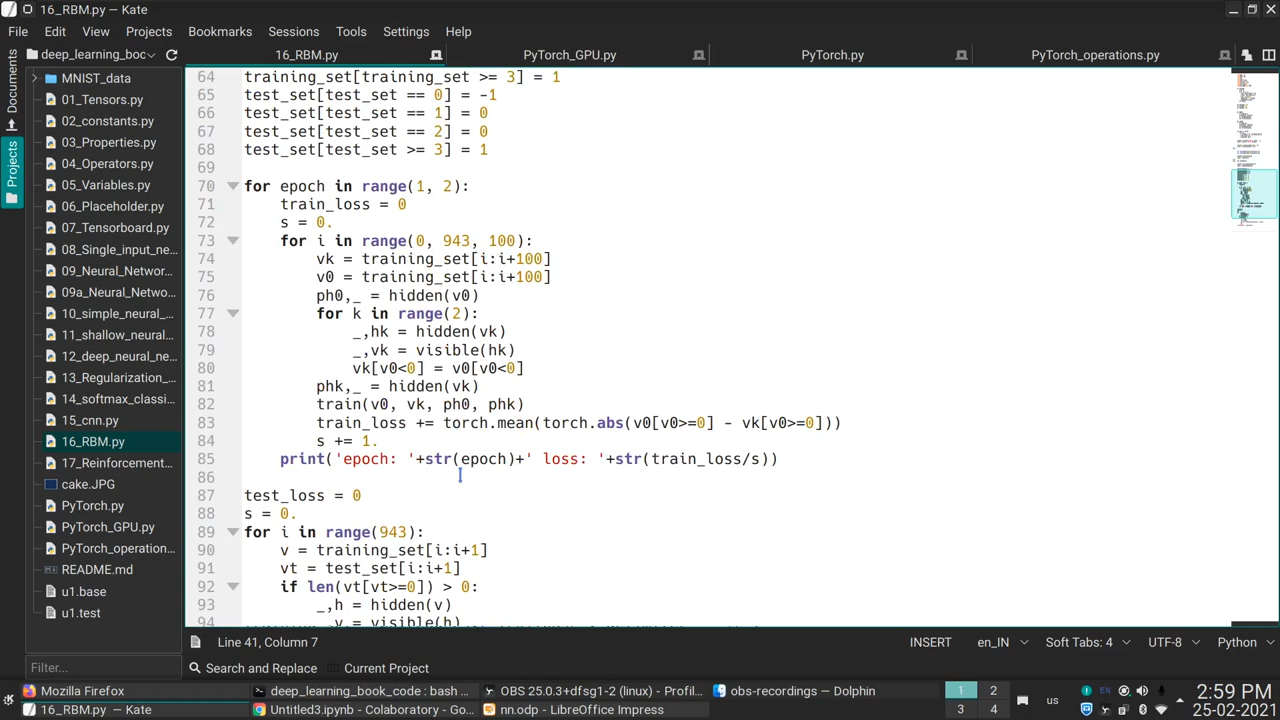 16_RBM.py - Kate
File Edit View Projects Bookmarks Sessions Tools Settings Help
deep_learning_boc
16_RBM.py PyTorch_GPU.py PyTorch.py PyTorch_operations.py
Documents
Projects
MNIST_data
01_Tensors.py
02_constants.py
03_Properties.py
04_Operators.py
05_Variables.py
06_Placeholder.py
07_Tensorboard.py
08_Single_input_ne...
09_Neural_Network...
09a_Neural_Netwo...
10_simple_neural_...
11_shallow_neural...
12_deep_neural_ne...
13_Regularization_...
14_softmax_classi...
15_cnn.py
16_RBM.py
17_Reinforcement...
cake.JPG
PyTorch.py
PyTorch_GPU.py
PyTorch_operation...
README.md
u1.base
u1.test
Filter...
64 training_set[training_set >= 3] = 1
65 test_set[test_set == 0] = -1
66 test_set[test_set == 1] = 0
67 test_set[test_set == 2] = 0
68 test_set[test_set >= 3] = 1
69
70 for epoch in range(1, 2):
71 train_loss = 0
72 s = 0.
73 for i in range(0, 943, 100):
74 vk = training_set[i:i+100]
75 v0 = training_set[i:i+100]
76 ph0,_ = hidden(v0)
77 for k in range(2):
78 _,hk = hidden(vk)
79 _,vk = visible(hk)
80 vk[v0<0] = v0[v0<0]
81 phk,_ = hidden(vk)
82 train(v0, vk, ph0, phk)
83 train_loss += torch.mean(torch.abs(v0[v0>=0] - vk[v0>=0]))
84 s += 1.
85 print('epoch: '+str(epoch)+' loss: '+str(train_loss/s))
86
87 test_loss = 0
88 s = 0.
89 for i in range(943):
90 v = training_set[i:i+1]
91 vt = test_set[i:i+1]
92 if len(vt[vt>=0]) > 0:
93 _,h = hidden(v)
94 _,v = visible(h)
Line 41, Column 7 INSERT en_IN Soft Tabs: 4 UTF-8 Python
Search and Replace Current Project
Mozilla Firefox deep_learning_book_code : bash ... OBS 25.0.3+dfsg1-2 (linux) - Profil... obs-recordings — Dolphin 1 2 EN us 2:59 PM
16_RBM.py — Kate Untitled3.ipynb - Colaboratory - Go... nn.odp - LibreOffice Impress 3 4 25-02-2021